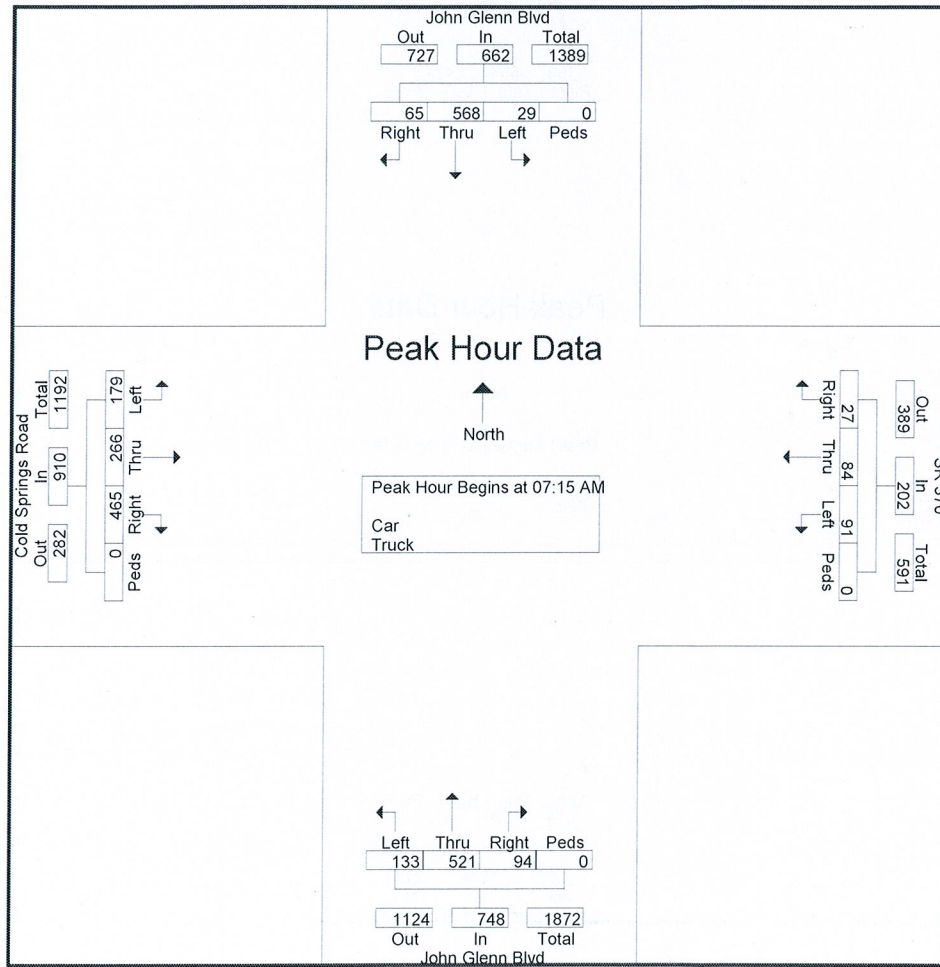 John Glenn Blvd
Out In Total
727 662 1389
65 568 29 0
Right Thru Left Peds
Peak Hour Data
North
Peak Hour Begins at 07:15 AM
Car
Truck
Cold Springs Road
Total In Out
1192 910 282
179 266 465 0
Left Thru Right Peds
Out In Total
389 202 591
27 84 91 0
Right Thru Left Peds
Left Thru Right Peds
133 521 94 0
1124 748 1872
Out In Total
John Glenn Blvd